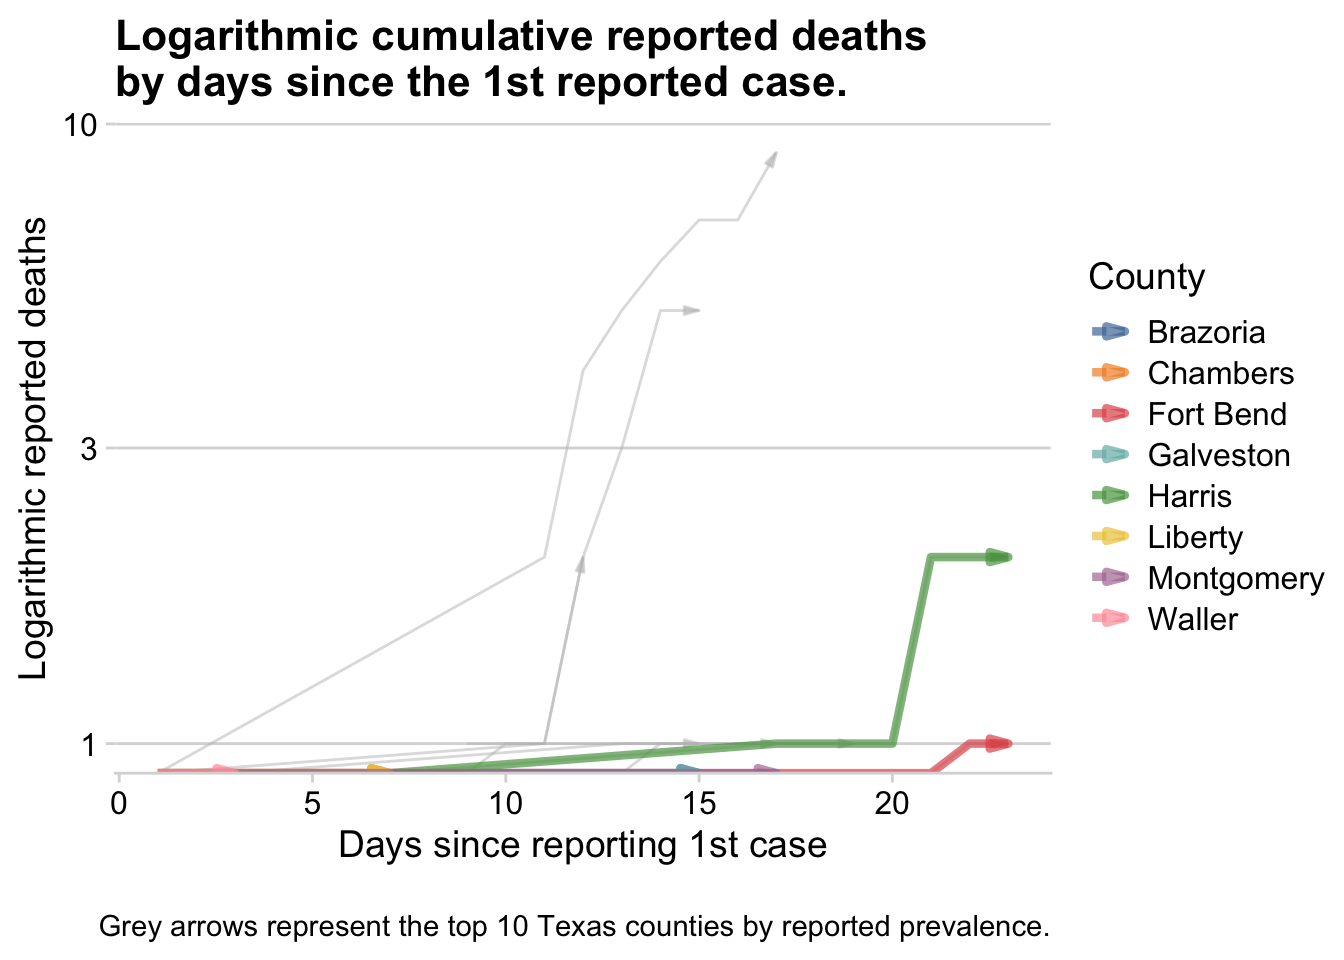 Logarithmic cumulative reported deaths
by days since the 1st reported case.
10
3
1
Logarithmic reported deaths
0 5 10 15 20
Days since reporting 1st case
County
Brazoria
Chambers
Fort Bend
Galveston
Harris
Liberty
Montgomery
Waller
Grey arrows represent the top 10 Texas counties by reported prevalence.